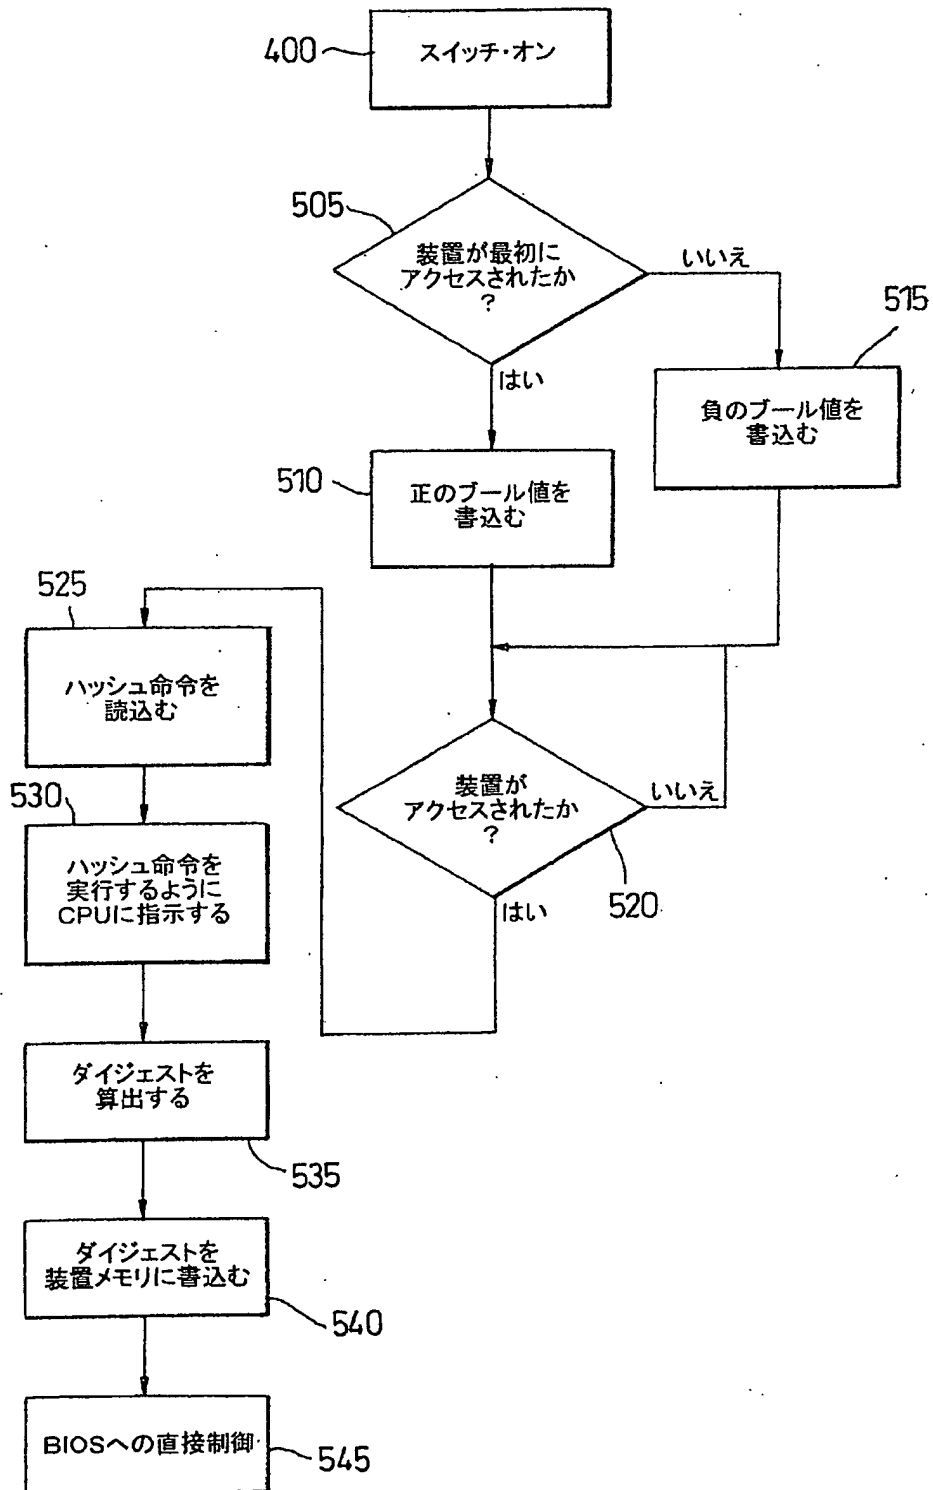 400
スイッチ・オン
505
装置が最初に
アクセスされたか
?
いいえ
515
はい
負のブール値を
書込む
510
正のブール値を
書込む
525
ハッシュ命令を
読込む
装置が
アクセスされたか
?
いいえ
520
はい
530
ハッシュ命令を
実行するように
CPUに指示する
ダイジェストを
算出する
535
ダイジェストを
装置メモリに書込む
540
BIOSへの直接制御
545